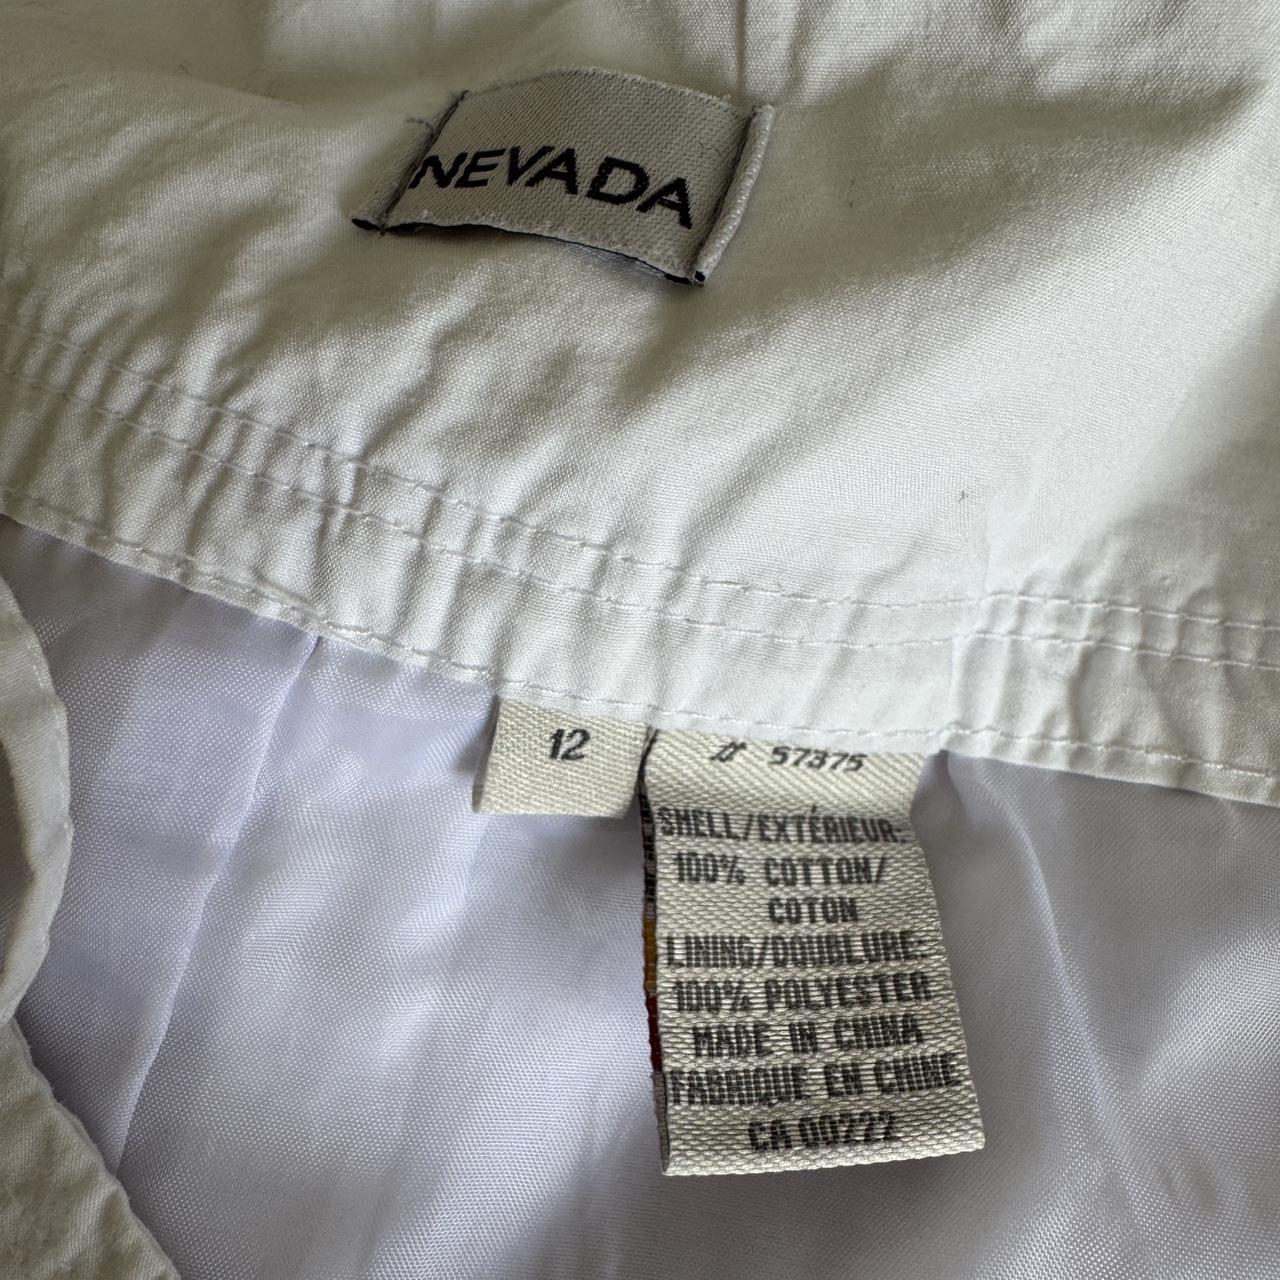 NEVADA
12
# 57375
SHELL/EXTÉRIEUR:
100% COTTON/
COTON
LINING/DOUBLURE:
100% POLYESTER
MADE IN CHINA
FABRIQUE EN CHINE
CA 00222